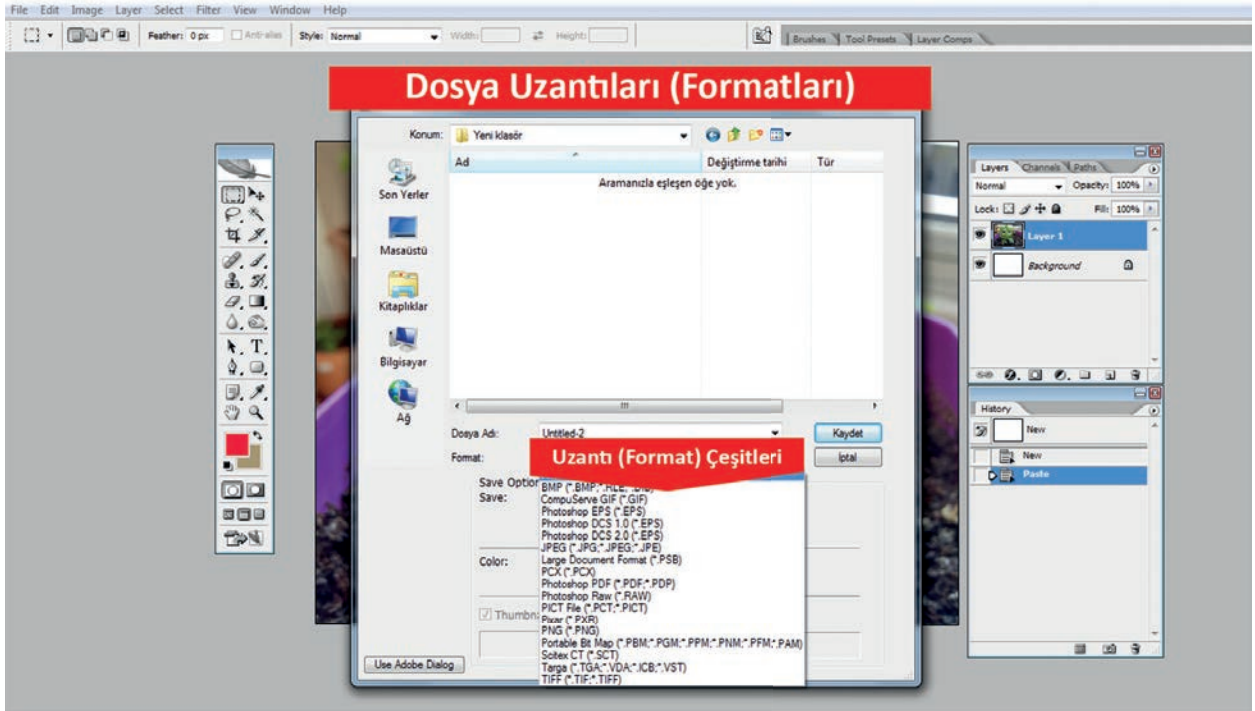 File Edit Image Layer Select Filter View Window Help
Feather: 0 px Anti-alias Style: Normal Width: Height: Brushes Tool Presets Layer Comps
Dosya Uzantıları (Formatları)
Konum: Yeni klasör
Ad Değiştirme tarihi Tür
Aramanızla eşleşen öğe yok.
Son Yerler
Masaüstü
Kitaplıklar
Bilgisayar
Ağ
Dosya Adı: Untitled-2 Kaydet
Format: İptal
Uzantı (Format) Çeşitleri
Save Option
Save:
BMP (*.BMP;*.RLE;*.DIB)
CompuServe GIF (*.GIF)
Photoshop EPS (*.EPS)
Photoshop DCS 1.0 (*.EPS)
Photoshop DCS 2.0 (*.EPS)
JPEG (*.JPG;*.JPEG;*.JPE)
Color:
Large Document Format (*.PSB)
PCX (*.PCX)
Photoshop PDF (*.PDF;*.PDP)
Photoshop Raw (*.RAW)
PICT File (*.PCT;*.PICT)
Thumbn
Pixar (*.PXR)
PNG (*.PNG)
Portable Bit Map (*.PBM;*.PGM;*.PPM;*.PNM;*.PFM;*.PAM)
Scitex CT (*.SCT)
Targa (*.TGA;*.VDA;*.ICB;*.VST)
TIFF (*.TIF;*.TIFF)
Use Adobe Dialog
Layers Channels Paths
Normal Opacity: 100%
Lock: Fill: 100%
Layer 1
Background
History
New
New
Paste